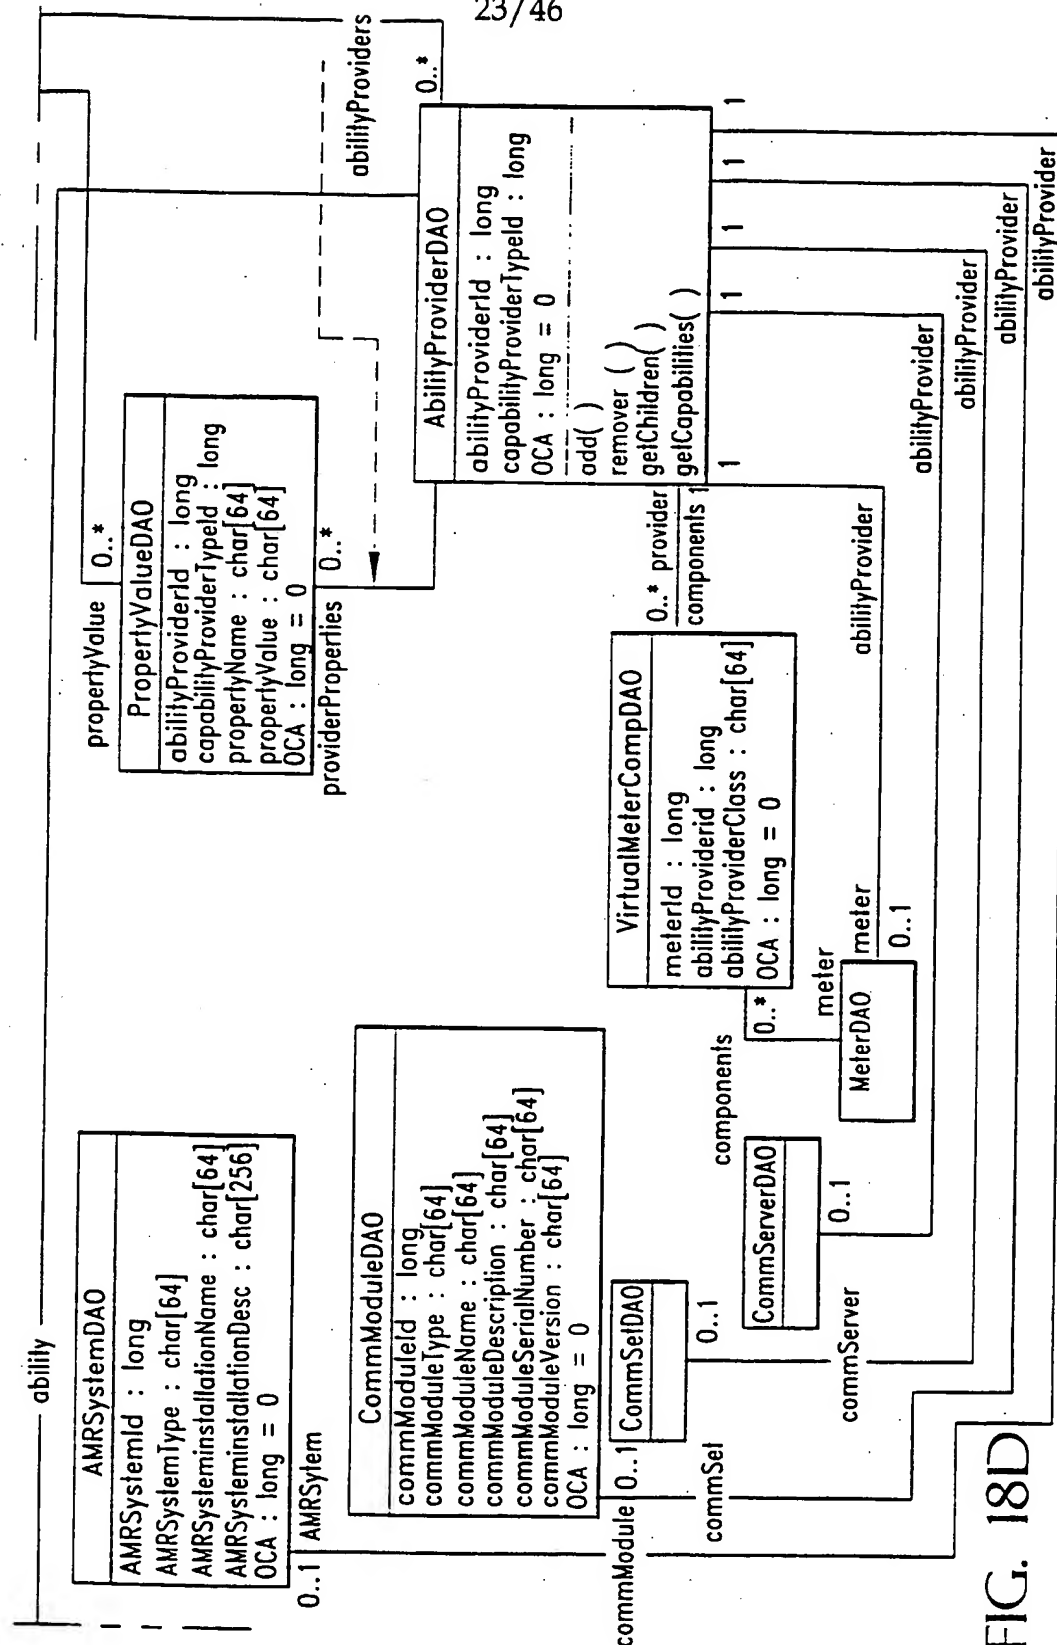 23/46
ability
AMRSystemDAO
AMRSystemId : long
AMRSystemType : char[64]
AMRSysteminstallationName : char[64]
AMRSysteminstallationDesc : char[256]
OCA : long = 0
0..1
AMRSytem
propertyValue
0..*
PropertyValueDAO
abilityProviderId : long
capabilityProviderTypeId : long
propertyName : char[64]
propertyValue : char[64]
OCA : long = 0
providerProperties
0..*
abilityProviders
0..*
CommModuleDAO
commModuleId : long
commModuleType : char[64]
commModuleName : char[64]
commModuleDescription : char[64]
commModuleSerialNumber : char[64]
commModuleVersion : char[64]
OCA : long = 0
commModule
0..1
AbilityProviderDAO
abilityProviderId : long
capabilityProviderTypeId : long
OCA : long = 0
add( )
remover ( )
getChildren( )
getCapabilities( )
VirtualMeterCompDAO
meterId : long
abilityProviderid : long
abilityProviderClass : char[64]
OCA : long = 0
0..*
provider
components
1
1
1
1
1
1
CommSetDAO
0..1
commSet
components
0..*
meter
CommServerDAO
0..1
commServer
MeterDAO
meter
0..1
abilityProvider
abilityProvider
abilityProvider
abilityProvider
abilityProvider
FIG. 18D